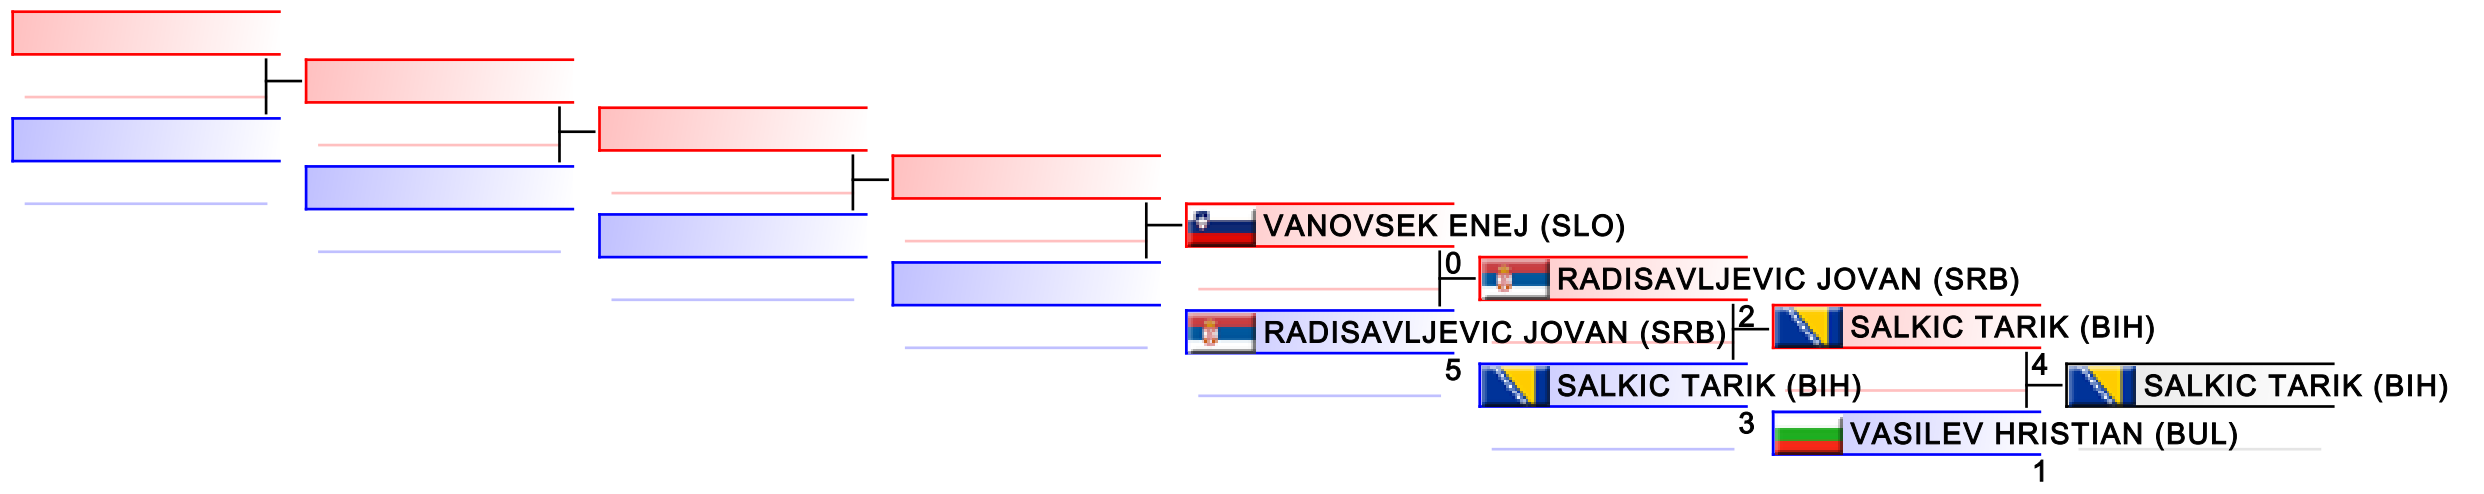 VANOVSEK ENEJ (SLO)
0
RADISAVLJEVIC JOVAN (SRB)
RADISAVLJEVIC JOVAN (SRB)
5
2
SALKIC TARIK (BIH)
SALKIC TARIK (BIH)
3
4
SALKIC TARIK (BIH)
VASILEV HRISTIAN (BUL)
1